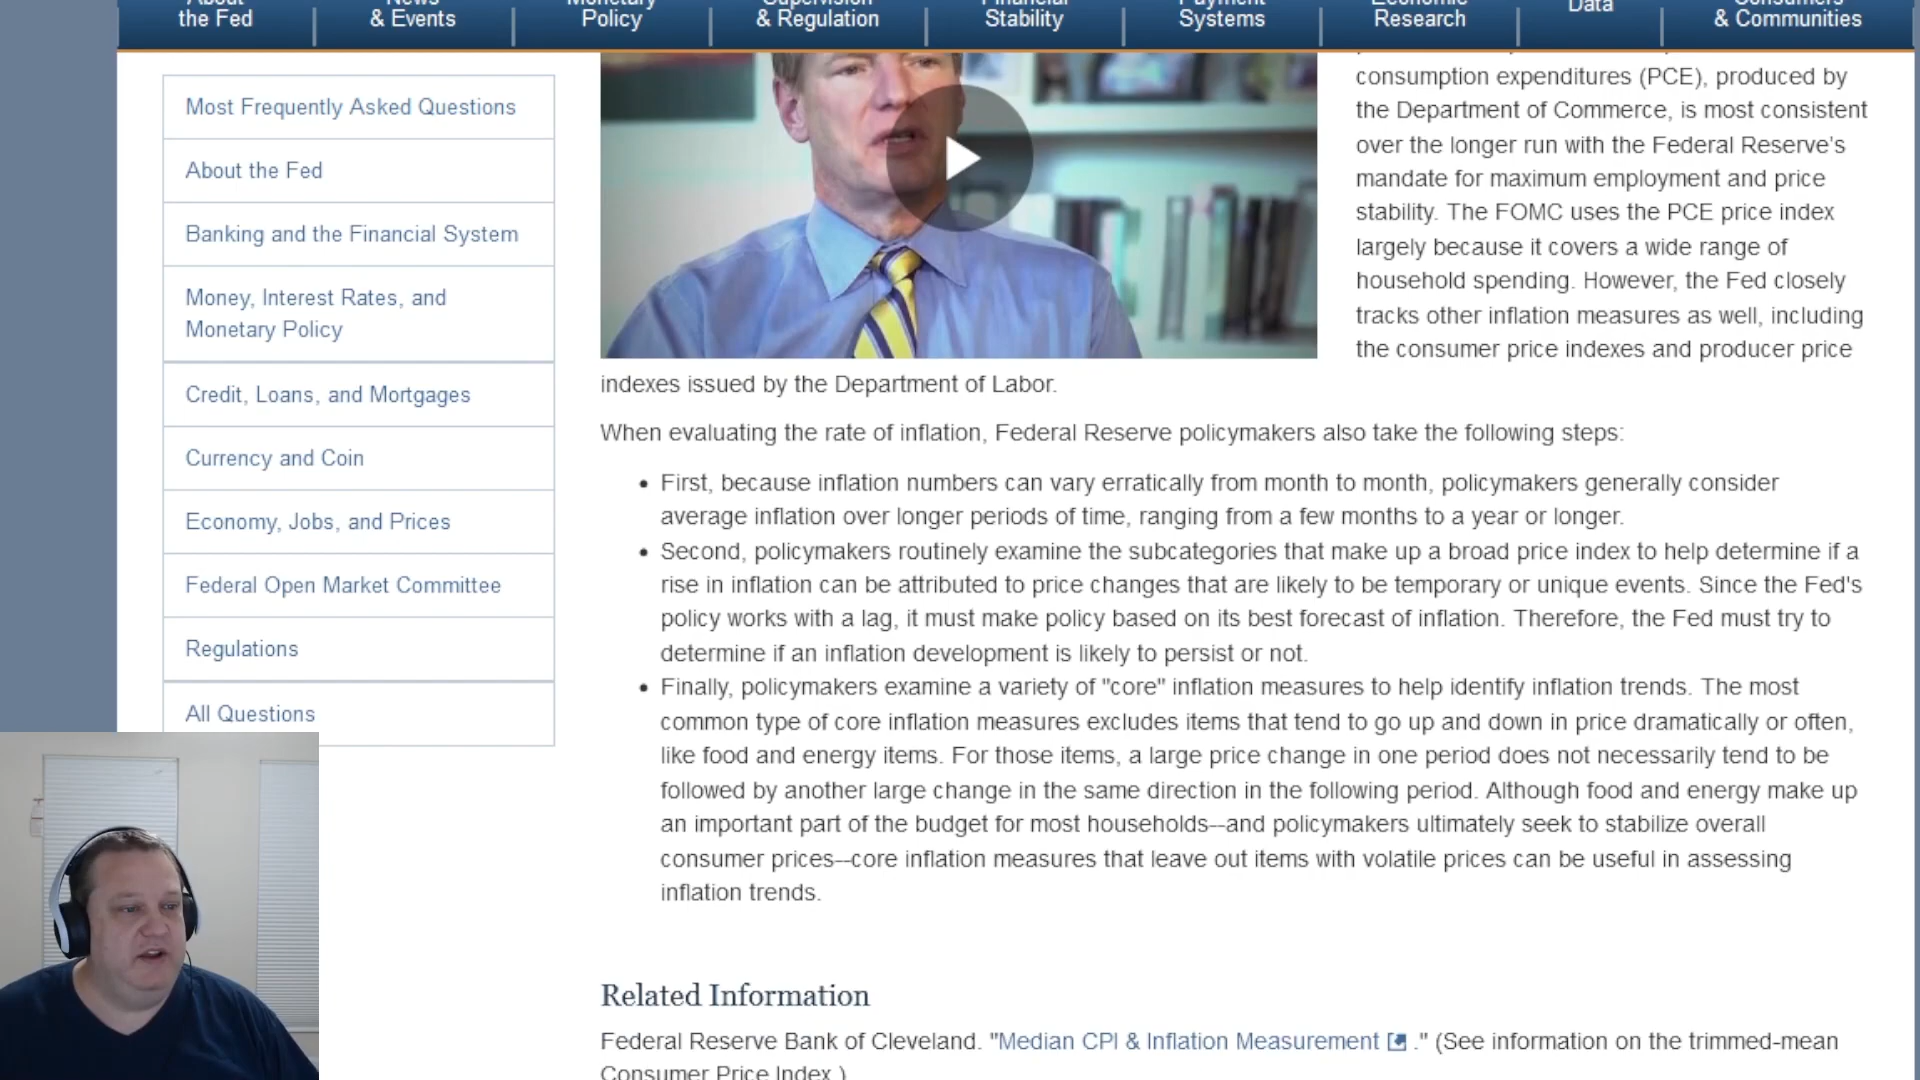 About
the Fed
News
& Events
Monetary
Policy
Supervision
& Regulation
Financial
Stability
Payment
Systems
Economic
Research
Data
Consumers
& Communities
Most Frequently Asked Questions
About the Fed
Banking and the Financial System
Money, Interest Rates, and
Monetary Policy
Credit, Loans, and Mortgages
Currency and Coin
Economy, Jobs, and Prices
Federal Open Market Committee
Regulations
All Questions
consumption expenditures (PCE), produced by
the Department of Commerce, is most consistent
over the longer run with the Federal Reserve's
mandate for maximum employment and price
stability. The FOMC uses the PCE price index
largely because it covers a wide range of
household spending. However, the Fed closely
tracks other inflation measures as well, including
the consumer price indexes and producer price
indexes issued by the Department of Labor.
When evaluating the rate of inflation, Federal Reserve policymakers also take the following steps:
• First, because inflation numbers can vary erratically from month to month, policymakers generally consider
average inflation over longer periods of time, ranging from a few months to a year or longer.
• Second, policymakers routinely examine the subcategories that make up a broad price index to help determine if a
rise in inflation can be attributed to price changes that are likely to be temporary or unique events. Since the Fed's
policy works with a lag, it must make policy based on its best forecast of inflation. Therefore, the Fed must try to
determine if an inflation development is likely to persist or not.
• Finally, policymakers examine a variety of "core" inflation measures to help identify inflation trends. The most
common type of core inflation measures excludes items that tend to go up and down in price dramatically or often,
like food and energy items. For those items, a large price change in one period does not necessarily tend to be
followed by another large change in the same direction in the following period. Although food and energy make up
an important part of the budget for most households--and policymakers ultimately seek to stabilize overall
consumer prices--core inflation measures that leave out items with volatile prices can be useful in assessing
inflation trends.
Related Information
Federal Reserve Bank of Cleveland. "Median CPI & Inflation Measurement ." (See information on the trimmed-mean
Consumer Price Index.)